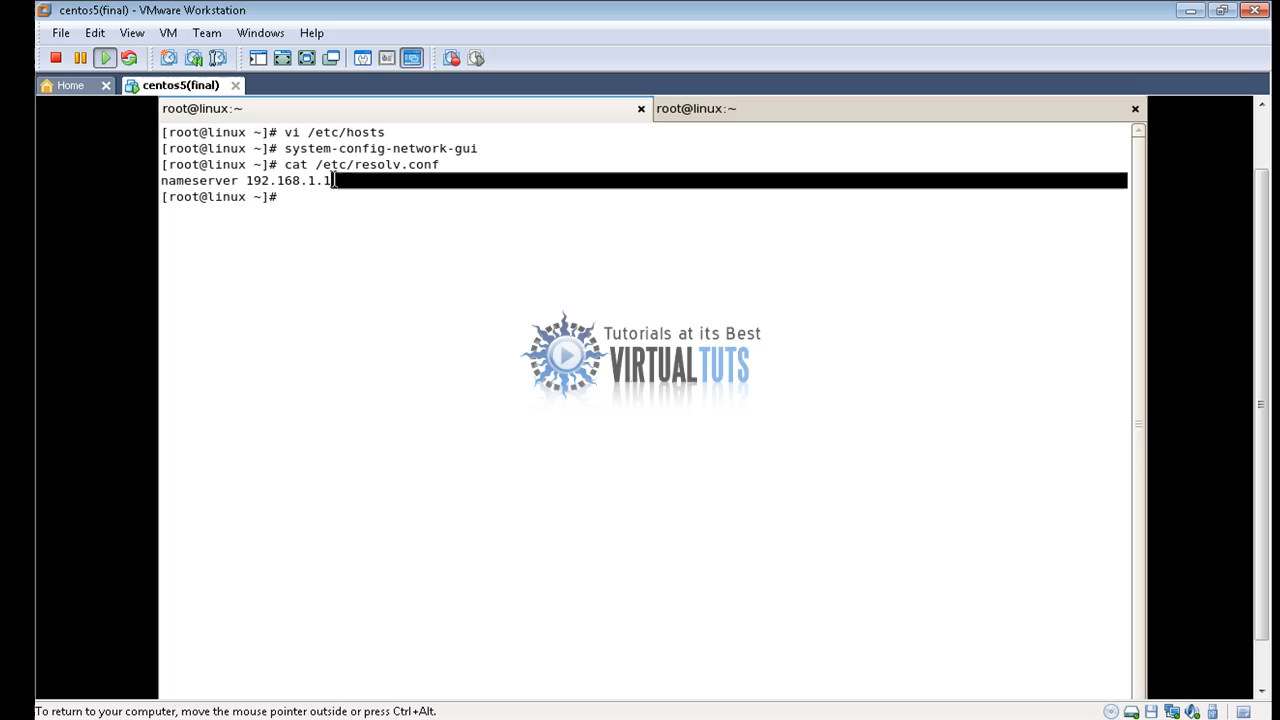 centos5(final) - VMware Workstation
File Edit View VM Team Windows Help
Home centos5(final)
root@linux:~ root@linux:~
[root@linux ~]# vi /etc/hosts
[root@linux ~]# system-config-network-gui
[root@linux ~]# cat /etc/resolv.conf
nameserver 192.168.1.1
[root@linux ~]#
Tutorials at its Best
VIRTUALTUTS
To return to your computer, move the mouse pointer outside or press Ctrl+Alt.